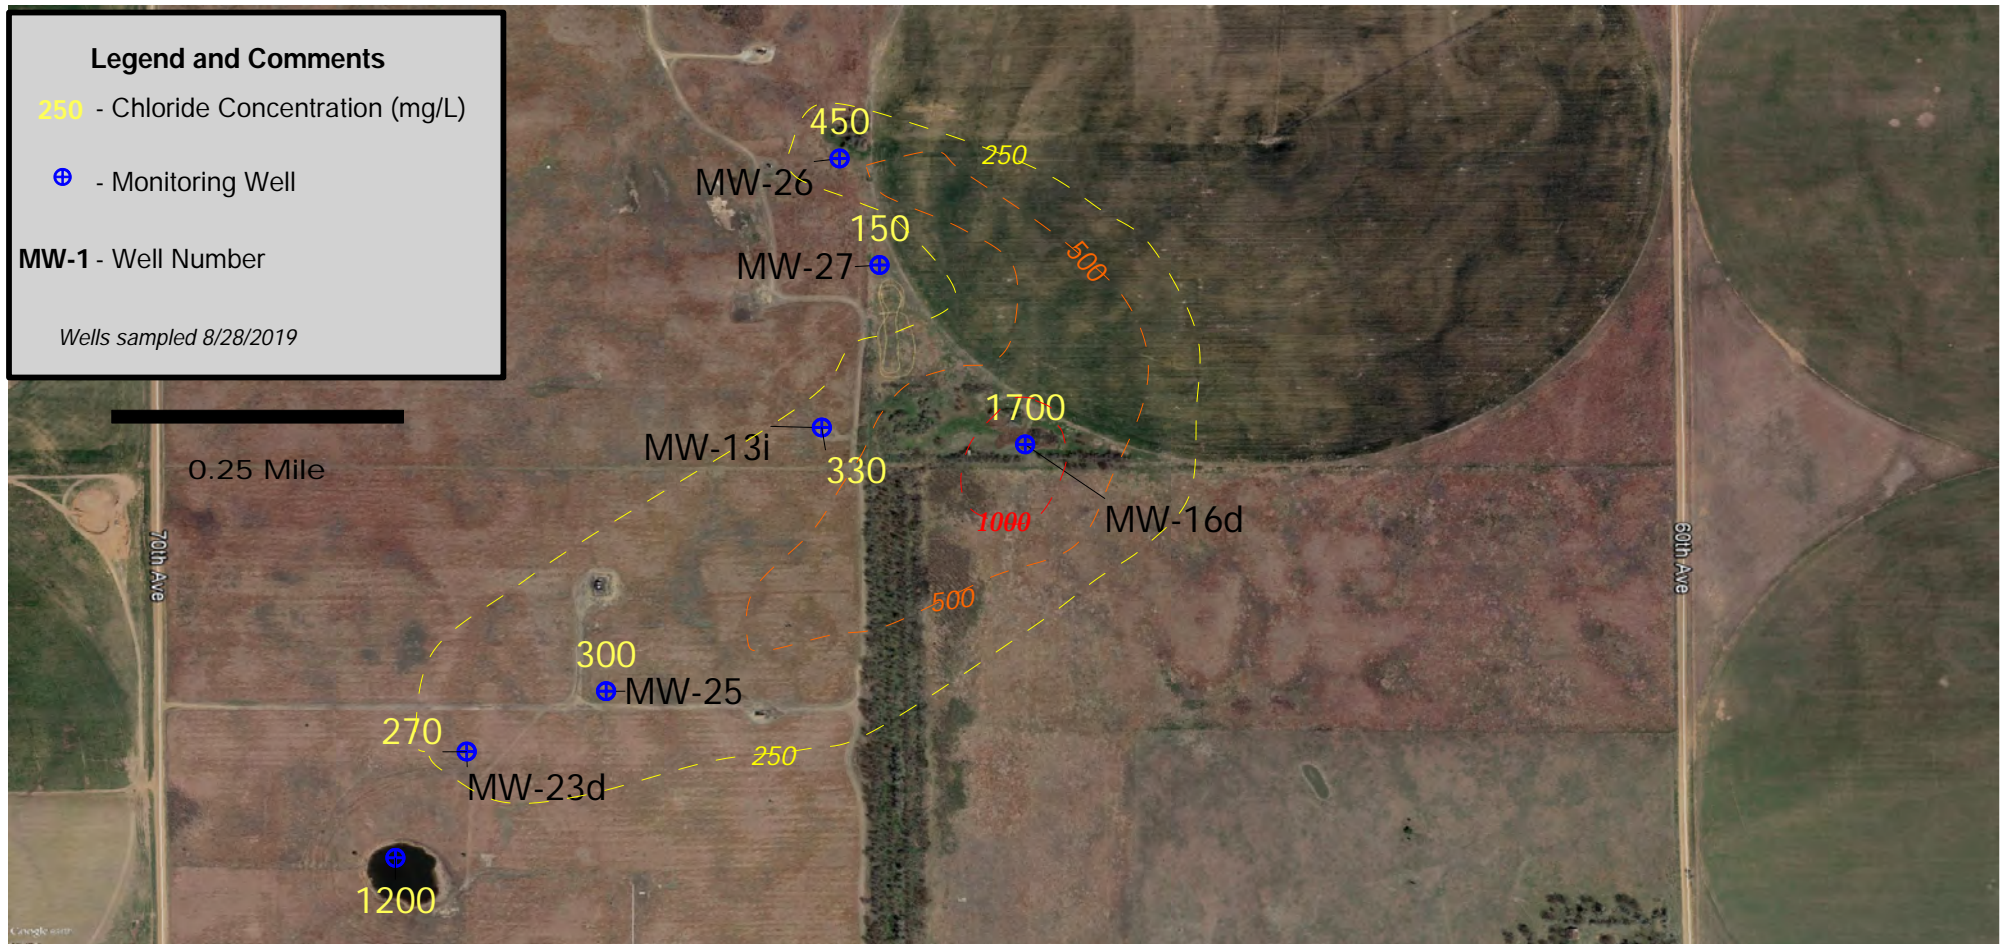 Legend and Comments
250 - Chloride Concentration (mg/L)
- Monitoring Well
MW-1 - Well Number
Wells sampled 8/28/2019
0.25 Mile
450
MW-26
250
150
MW-27
500
1700
MW-13i
330
1000
MW-16d
70th Ave
60th Ave
500
300
MW-25
270
250
MW-23d
1200
Google